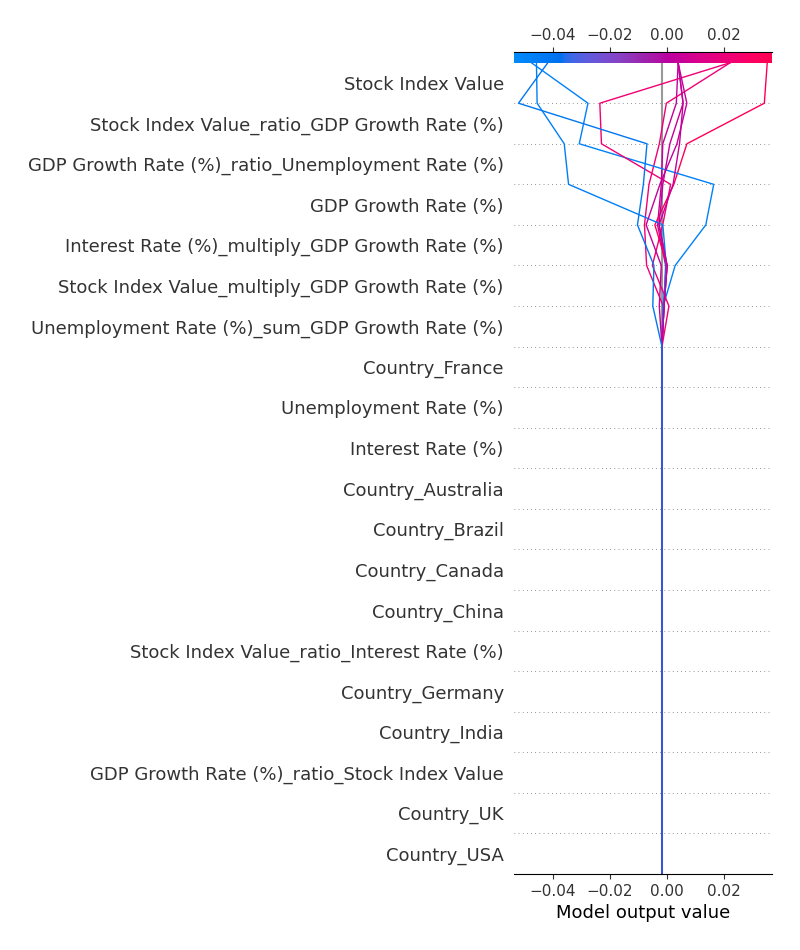 −0.04 −0.02 0.00 0.02
Stock Index Value
Stock Index Value_ratio_GDP Growth Rate (%)
GDP Growth Rate (%)_ratio_Unemployment Rate (%)
GDP Growth Rate (%)
Interest Rate (%)_multiply_GDP Growth Rate (%)
Stock Index Value_multiply_GDP Growth Rate (%)
Unemployment Rate (%)_sum_GDP Growth Rate (%)
Country_France
Unemployment Rate (%)
Interest Rate (%)
Country_Australia
Country_Brazil
Country_Canada
Country_China
Stock Index Value_ratio_Interest Rate (%)
Country_Germany
Country_India
GDP Growth Rate (%)_ratio_Stock Index Value
Country_UK
Country_USA
−0.04 −0.02 0.00 0.02
Model output value